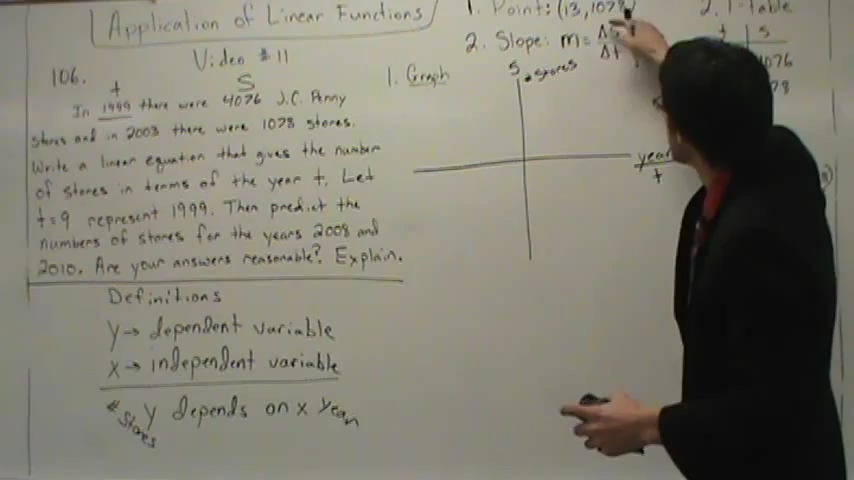 Application of Linear Functions
Video #11
106.
t
S
In 1999 there were 4076 J.C. Penny
stores and in 2003 there were 1078 stores.
Write a linear equation that gives the number
of stores in terms of the year t. Let
t=9 represent 1999. Then predict the
numbers of stores for the years 2008 and
2010. Are your answers reasonable? Explain.
Definitions
Y→ dependent variable
X→ independent variable
# stores Y depends on X Year
1. Point: (13,1078)
2. Slope: m = ΔS
Δt
1. Graph
S
stores
year
t
2. T-table
t S
4076
78